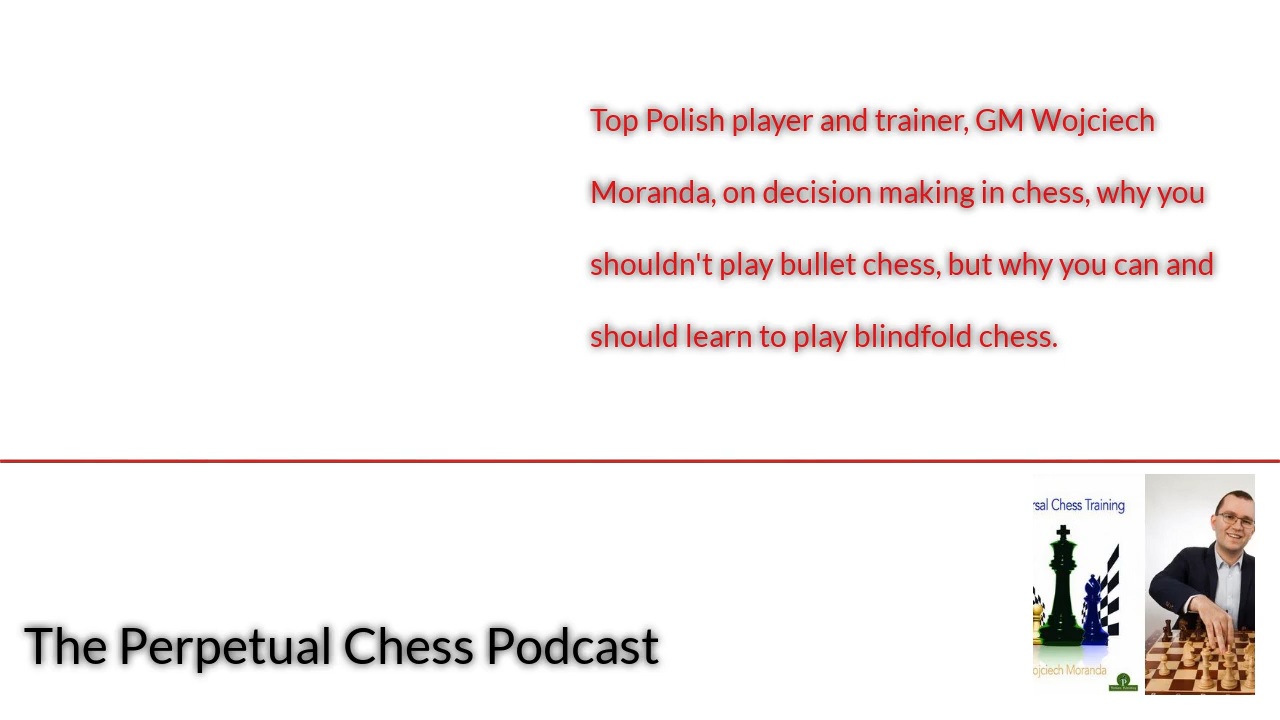 Top Polish player and trainer, GM Wojciech
Moranda, on decision making in chess, why you
shouldn't play bullet chess, but why you can and
should learn to play blindfold chess.
rsal Chess Training
ojciech Moranda
The Perpetual Chess Podcast